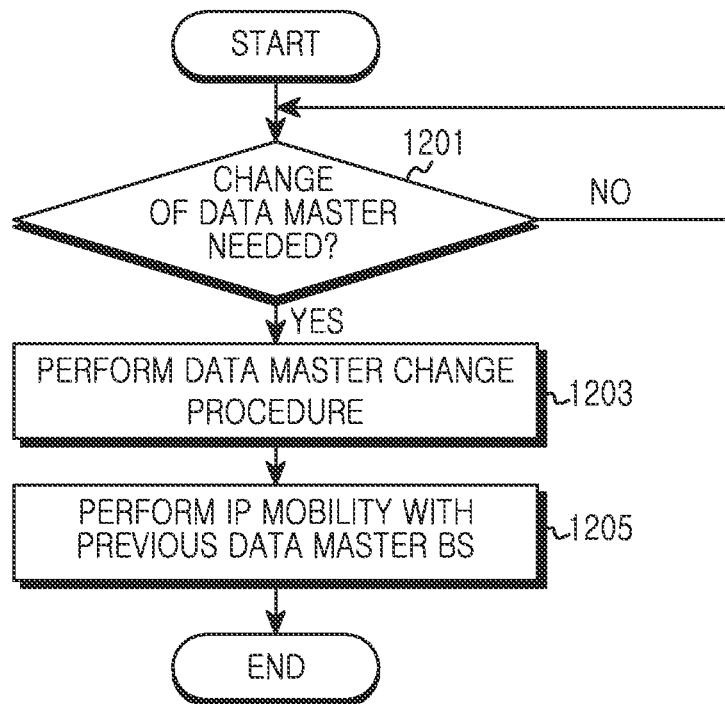 START
1201
CHANGE
OF DATA MASTER
NEEDED?
NO
YES
PERFORM DATA MASTER CHANGE
PROCEDURE
1203
PERFORM IP MOBILITY WITH
PREVIOUS DATA MASTER BS
1205
END